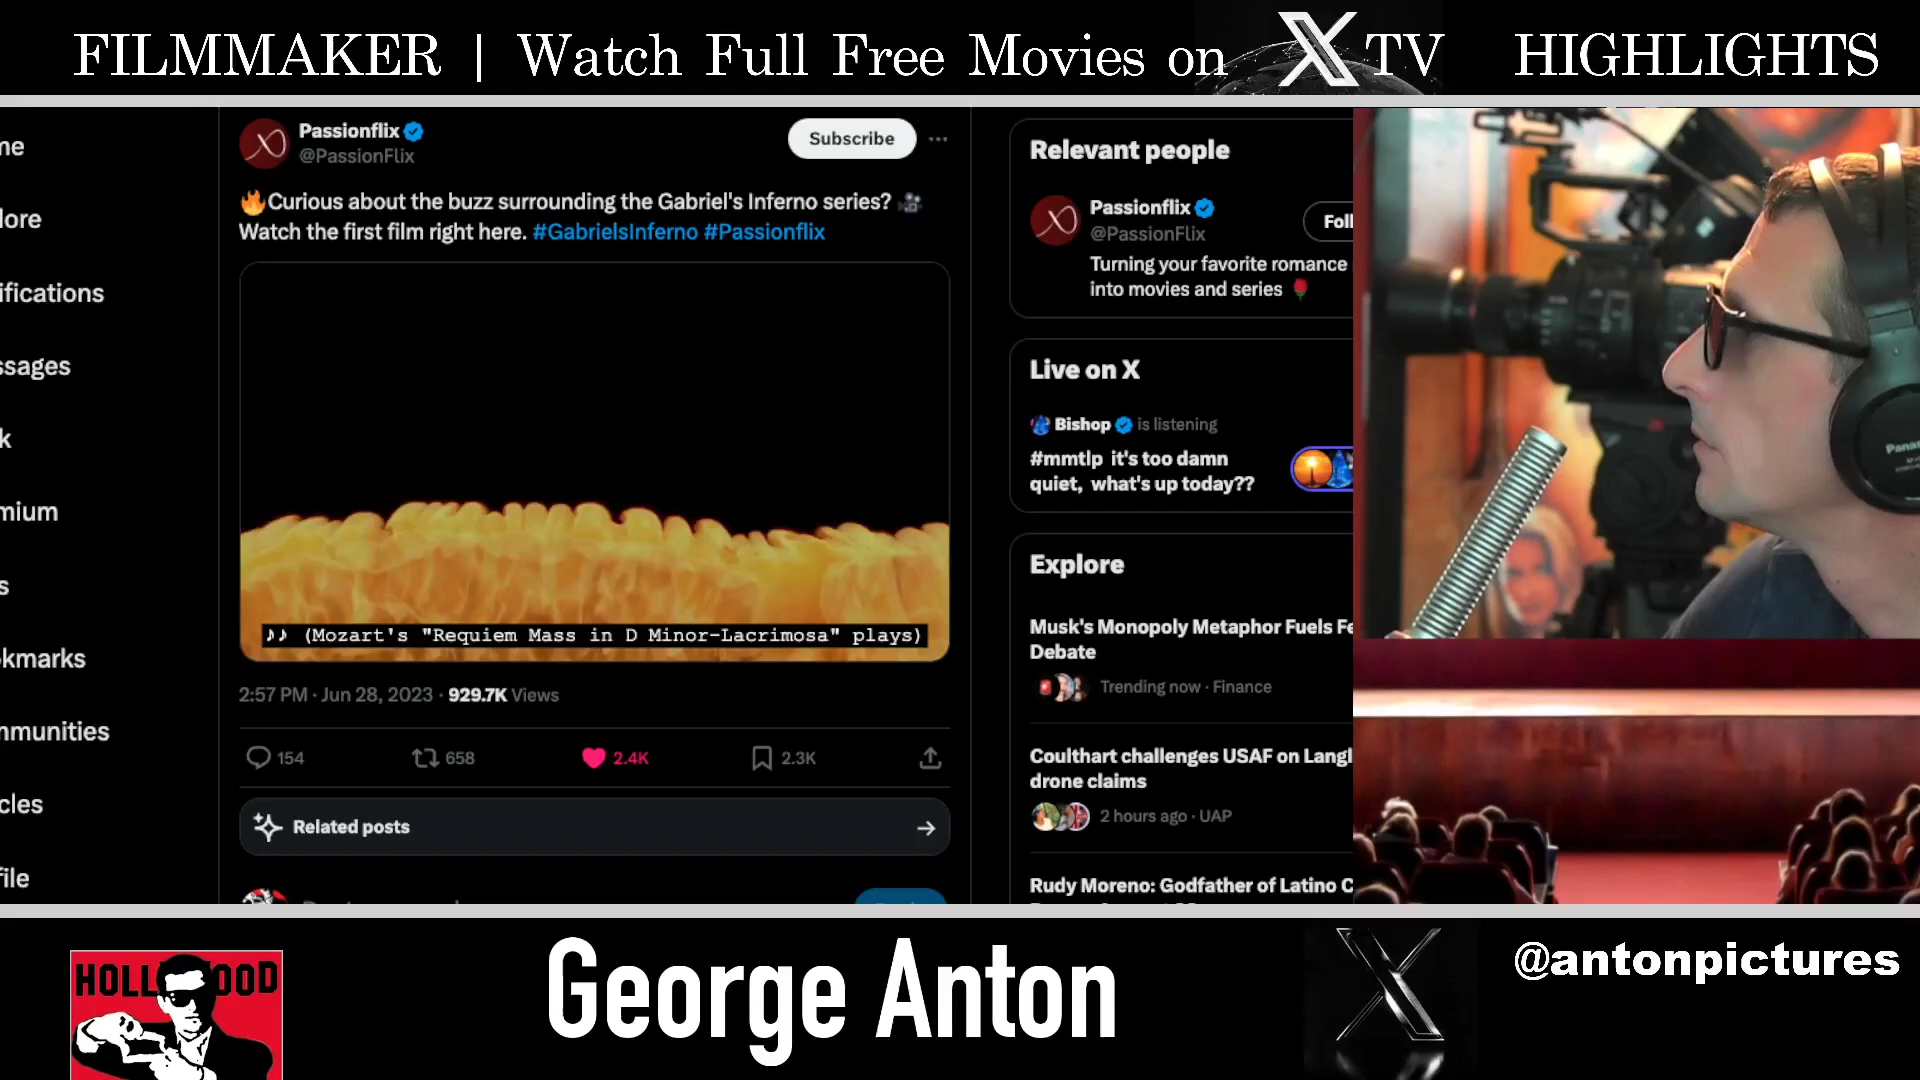 FILMMAKER | Watch Full Free Movies on X TV HIGHLIGHTS
me
lore
ifications
ssages
k
mium
s
kmarks
mmunities
cles
file
Passionflix
@PassionFlix
Subscribe
🔥Curious about the buzz surrounding the Gabriel's Inferno series? 🎥
Watch the first film right here. #GabrielsInferno #Passionflix
♪♪ (Mozart's "Requiem Mass in D Minor-Lacrimosa" plays)
2:57 PM · Jun 28, 2023 · 929.7K Views
154 658 2.4K 2.3K
Related posts
Relevant people
Passionflix
@PassionFlix
Foll
Turning your favorite romance
into movies and series 🌹
Live on X
Bishop is listening
#mmtlp it's too damn
quiet, what's up today??
Explore
Musk's Monopoly Metaphor Fuels Fe
Debate
Trending now · Finance
Coulthart challenges USAF on Langl
drone claims
2 hours ago · UAP
Rudy Moreno: Godfather of Latino C
Panas
HOLLYWOOD
George Anton
@antonpictures